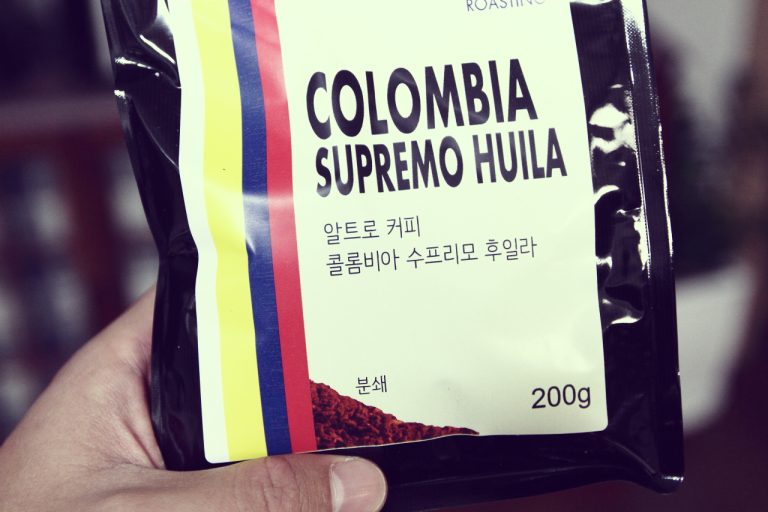 ROASTING
COLOMBIA
SUPREMO HUILA
알트로 커피
콜롬비아 수프리모 후일라
분쇄
200g